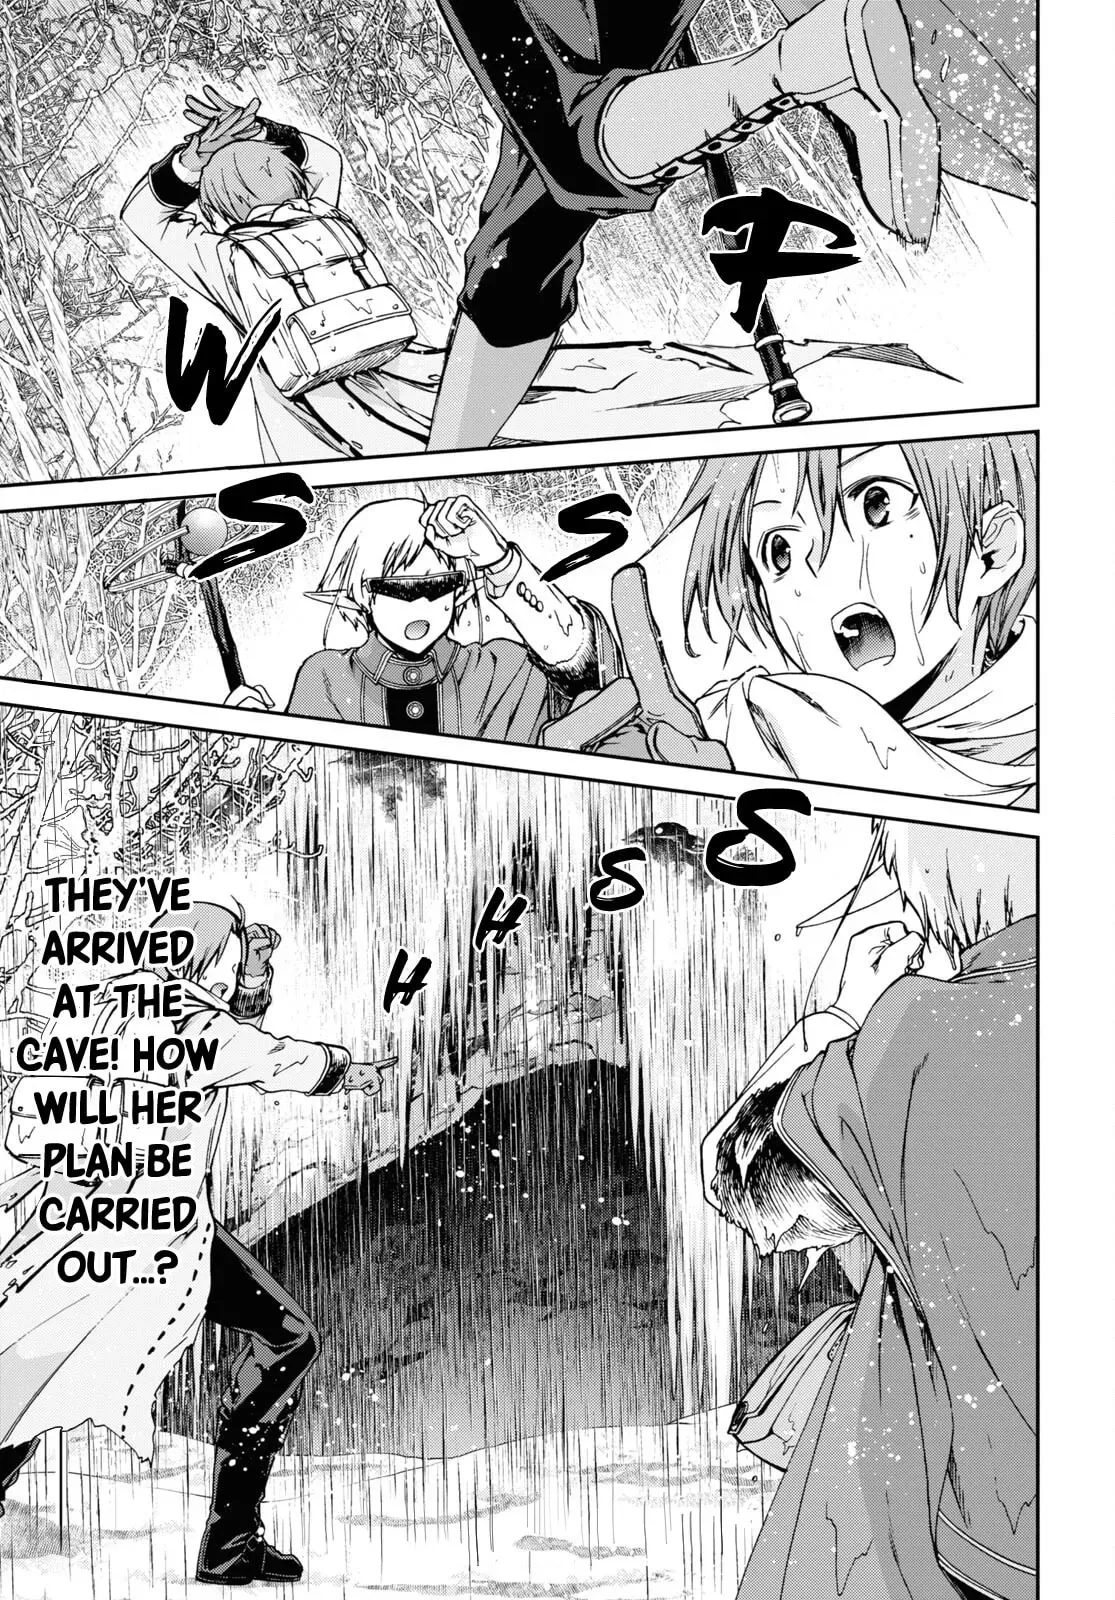 W P
S S S
S
S
H
H
THEY'VE
ARRIVED
AT THE
CAVE! HOW
WILL HER
PLAN BE
CARRIED
OUT...?